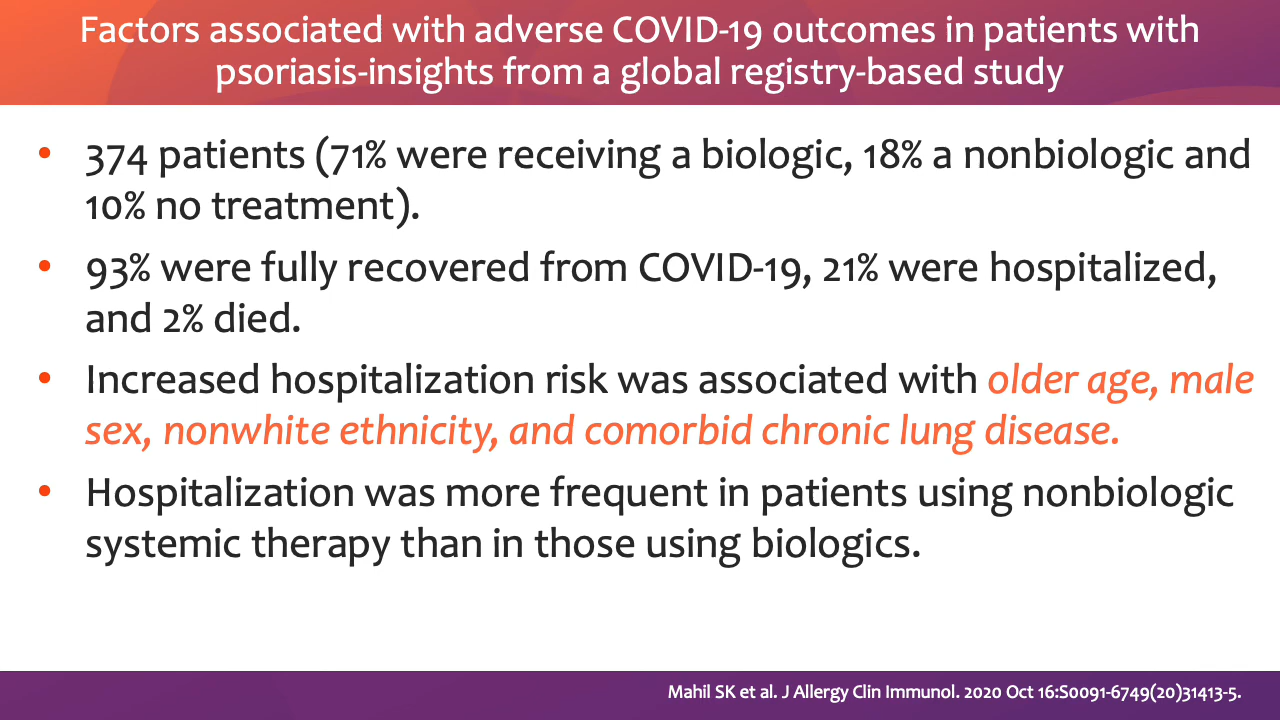 Factors associated with adverse COVID-19 outcomes in patients with
psoriasis-insights from a global registry-based study
• 374 patients (71% were receiving a biologic, 18% a nonbiologic and
10% no treatment).
• 93% were fully recovered from COVID-19, 21% were hospitalized,
and 2% died.
• Increased hospitalization risk was associated with older age, male
sex, nonwhite ethnicity, and comorbid chronic lung disease.
• Hospitalization was more frequent in patients using nonbiologic
systemic therapy than in those using biologics.
Mahil SK et al. J Allergy Clin Immunol. 2020 Oct 16:S0091-6749(20)31413-5.